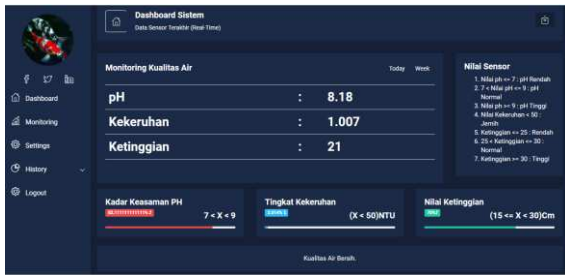 Dashboard Sistem
Data Sensor Terakhir (Real-Time)
Dashboard
Monitoring
Settings
History
Logout
Monitoring Kualitas Air
Today Week
pH : 8.18
Kekeruhan : 1.007
Ketinggian : 21
Nilai Sensor
1. Nilai ph <= 7 : pH Rendah
2. 7 < Nilai pH <= 9 : pH
Normal
3. Nilai ph >= 9 : pH Tinggi
4. Nilai Kekeruhan < 50 :
Jernih
5. Ketinggian <= 25 : Rendah
6. 25 < Ketinggian <= 30 :
Normal
7. Ketinggian >= 30 : Tinggi
Kadar Keasaman PH
7 < X < 9
Tingkat Kekeruhan
(X < 50)NTU
Nilai Ketinggian
(15 <= X < 30)Cm
Kualitas Air Bersih.